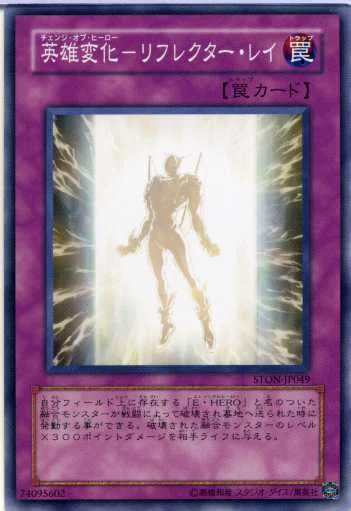 チェンジ・オブ・ヒーロー
英雄変化－リフレクター・レイ
トラップ
罠
【罠カード】
STON-JP049
自分フィールド上に存在する「E・HERO」と名のついた
融合モンスターが戦闘によって破壊され墓地へ送られた時に
発動する事ができる。破壊された融合モンスターのレベル
×３００ポイントダメージを相手ライフに与える。
74095602
©高橋和希 スタジオ・ダイス/集英社